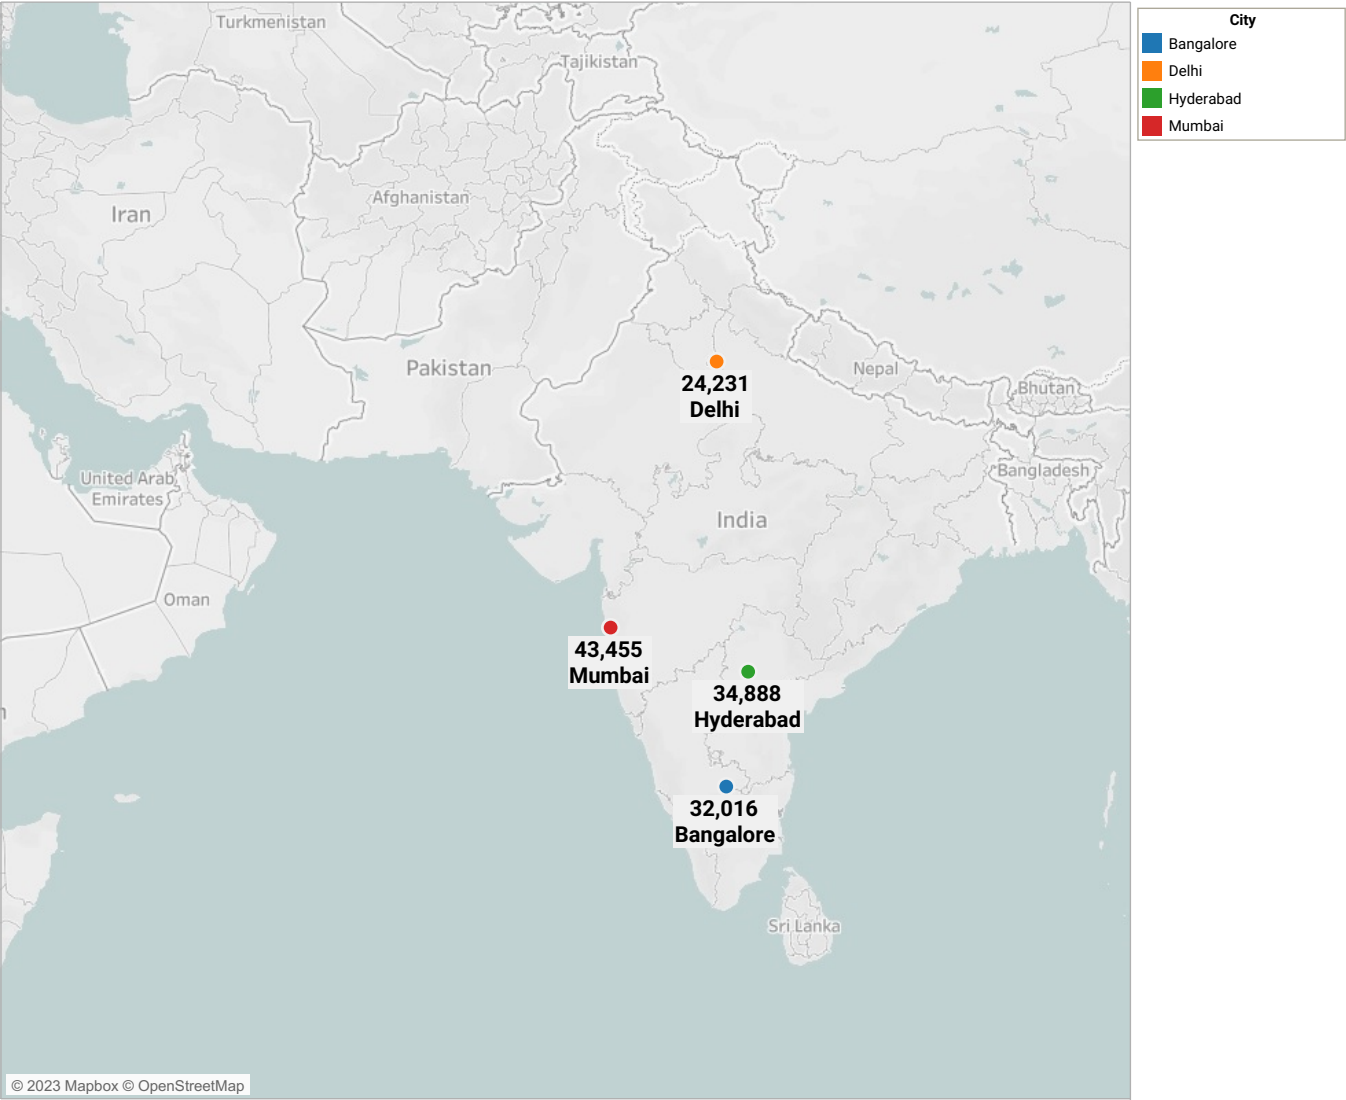 Turkmenistan
Tajikistan
Afghanistan
Iran
Pakistan
Nepal
Bhutan
24,231
Delhi
United Arab
Emirates
Bangladesh
India
Oman
43,455
Mumbai
34,888
Hyderabad
32,016
Bangalore
Sri Lanka
© 2023 Mapbox © OpenStreetMap
City
Bangalore
Delhi
Hyderabad
Mumbai